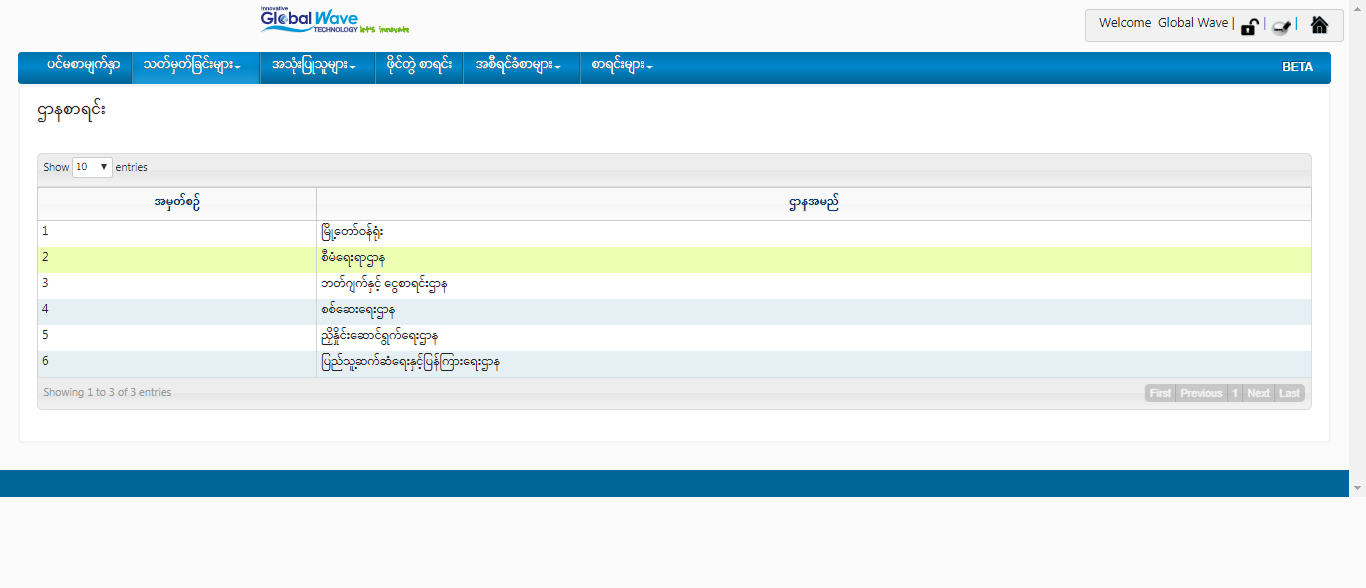 Innovative
Global Wave
TECHNOLOGY let's innovate
Welcome Global Wave | | |
ပင်မစာမျက်နှာ သတ်မှတ်ခြင်းများ အသုံးပြုသူများ ဖိုင်တွဲ စာရင်း အစီရင်ခံစာများ စာရင်းများ BETA
ဌာနစာရင်း
Show 10 entries
အမှတ်စဉ် ဌာနအမည်
1 မြို့တော်ဝန်ရုံး
2 စီမံရေးရာဌာန
3 ဘတ်ဂျက်နှင့် ငွေစာရင်းဌာန
4 စစ်ဆေးရေးဌာန
5 ညှိနှိုင်းဆောင်ရွက်ရေးဌာန
6 ပြည်သူ့ဆက်ဆံရေးနှင့်ပြန်ကြားရေးဌာန
Showing 1 to 3 of 3 entries First Previous 1 Next Last